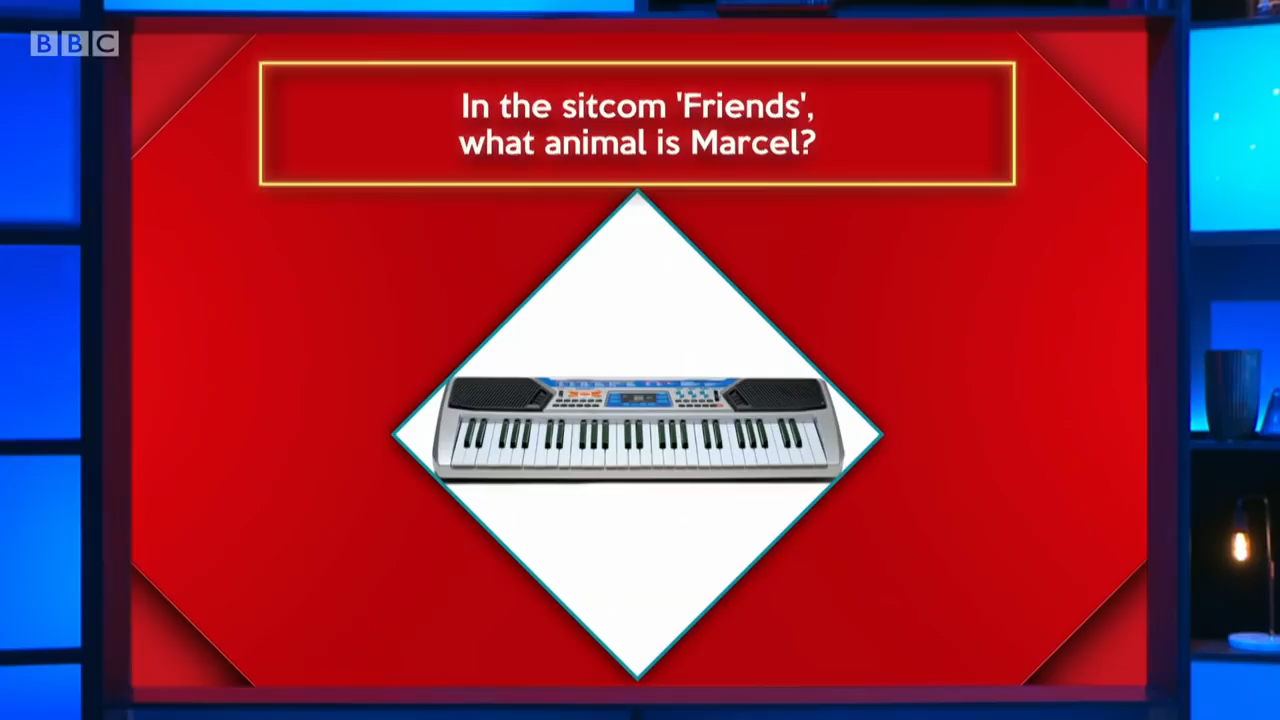 BBC
In the sitcom 'Friends',
what animal is Marcel?